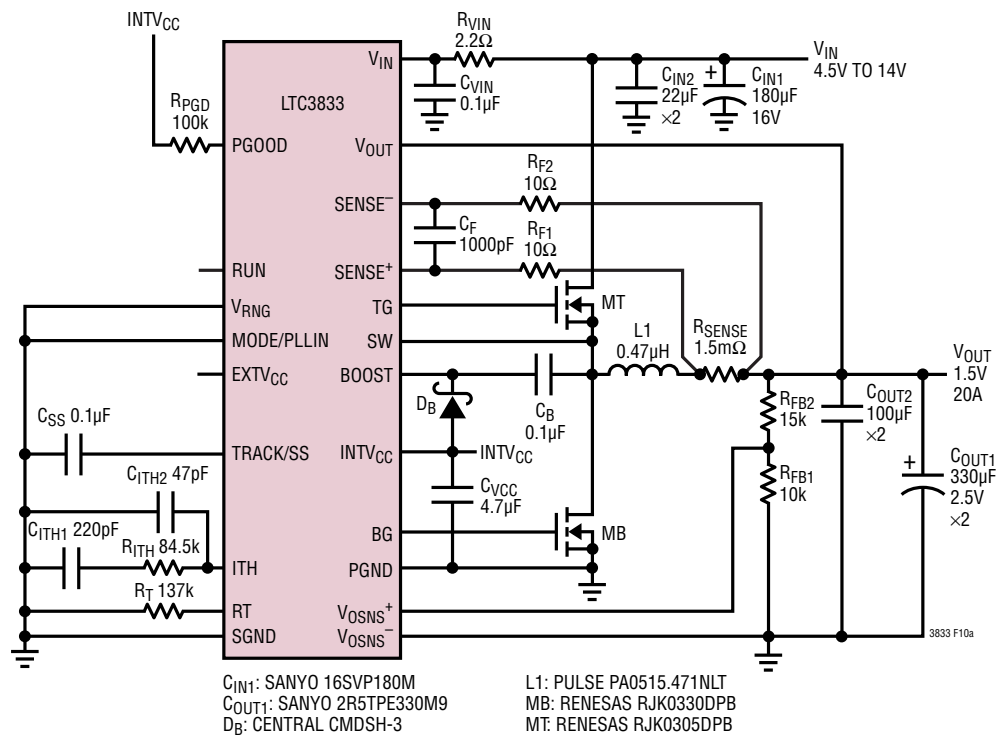 INTVCC
RPGD
100k
LTC3833
PGOOD
RUN
VRNG
MODE/PLLIN
EXTVCC
CSS 0.1µF
TRACK/SS
CITH2 47pF
CITH1 220pF
RITH 84.5k
ITH
RT 137k
RT
SGND
VIN
VOUT
SENSE–
SENSE+
TG
SW
BOOST
INTVCC
BG
PGND
VOSNS+
VOSNS–
RVIN
2.2Ω
CVIN
0.1µF
CIN2
22µF
×2
+
CIN1
180µF
16V
VIN
4.5V TO 14V
RF2
10Ω
CF
1000pF
RF1
10Ω
MT
L1
0.47µH
RSENSE
1.5mΩ
VOUT
1.5V
20A
DB
CB
0.1µF
INTVCC
CVCC
4.7µF
MB
RFB2
15k
RFB1
10k
COUT2
100µF
×2
+
COUT1
330µF
2.5V
×2
3833 F10a
CIN1: SANYO 16SVP180M
COUT1: SANYO 2R5TPE330M9
DB: CENTRAL CMDSH-3
L1: PULSE PA0515.471NLT
MB: RENESAS RJK0330DPB
MT: RENESAS RJK0305DPB